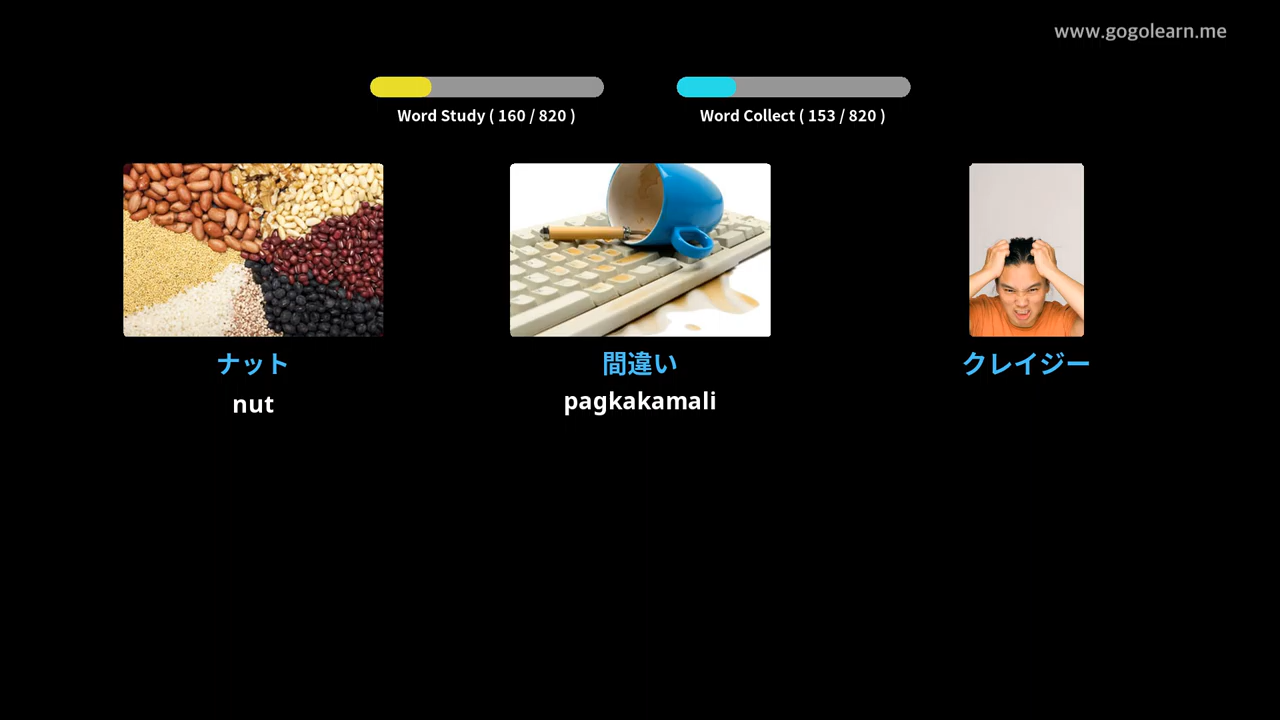 www.gogolearn.me
Word Study ( 160 / 820 )
Word Collect ( 153 / 820 )
ナット
nut
間違い
pagkakamali
クレイジー